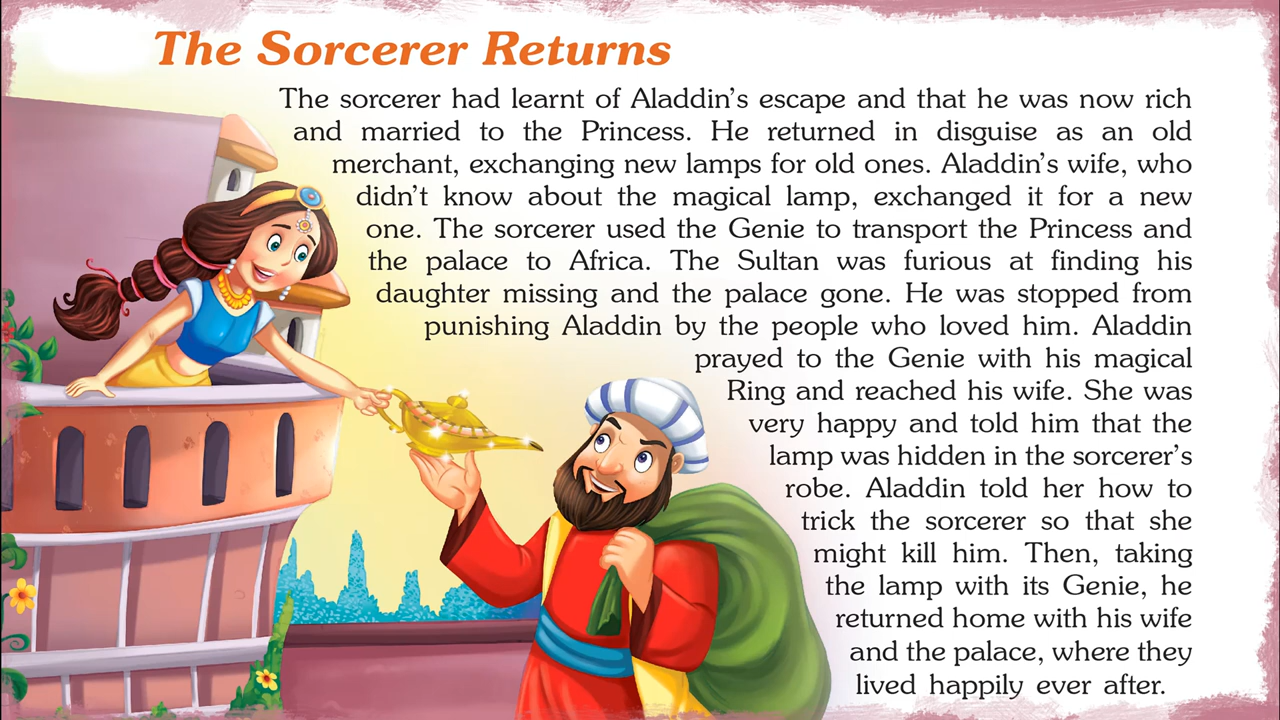 The Sorcerer Returns
The sorcerer had learnt of Aladdin’s escape and that he was now rich
and married to the Princess. He returned in disguise as an old
merchant, exchanging new lamps for old ones. Aladdin’s wife, who
didn’t know about the magical lamp, exchanged it for a new
one. The sorcerer used the Genie to transport the Princess and
the palace to Africa. The Sultan was furious at finding his
daughter missing and the palace gone. He was stopped from
punishing Aladdin by the people who loved him. Aladdin
prayed to the Genie with his magical
Ring and reached his wife. She was
very happy and told him that the
lamp was hidden in the sorcerer’s
robe. Aladdin told her how to
trick the sorcerer so that she
might kill him. Then, taking
the lamp with its Genie, he
returned home with his wife
and the palace, where they
lived happily ever after.